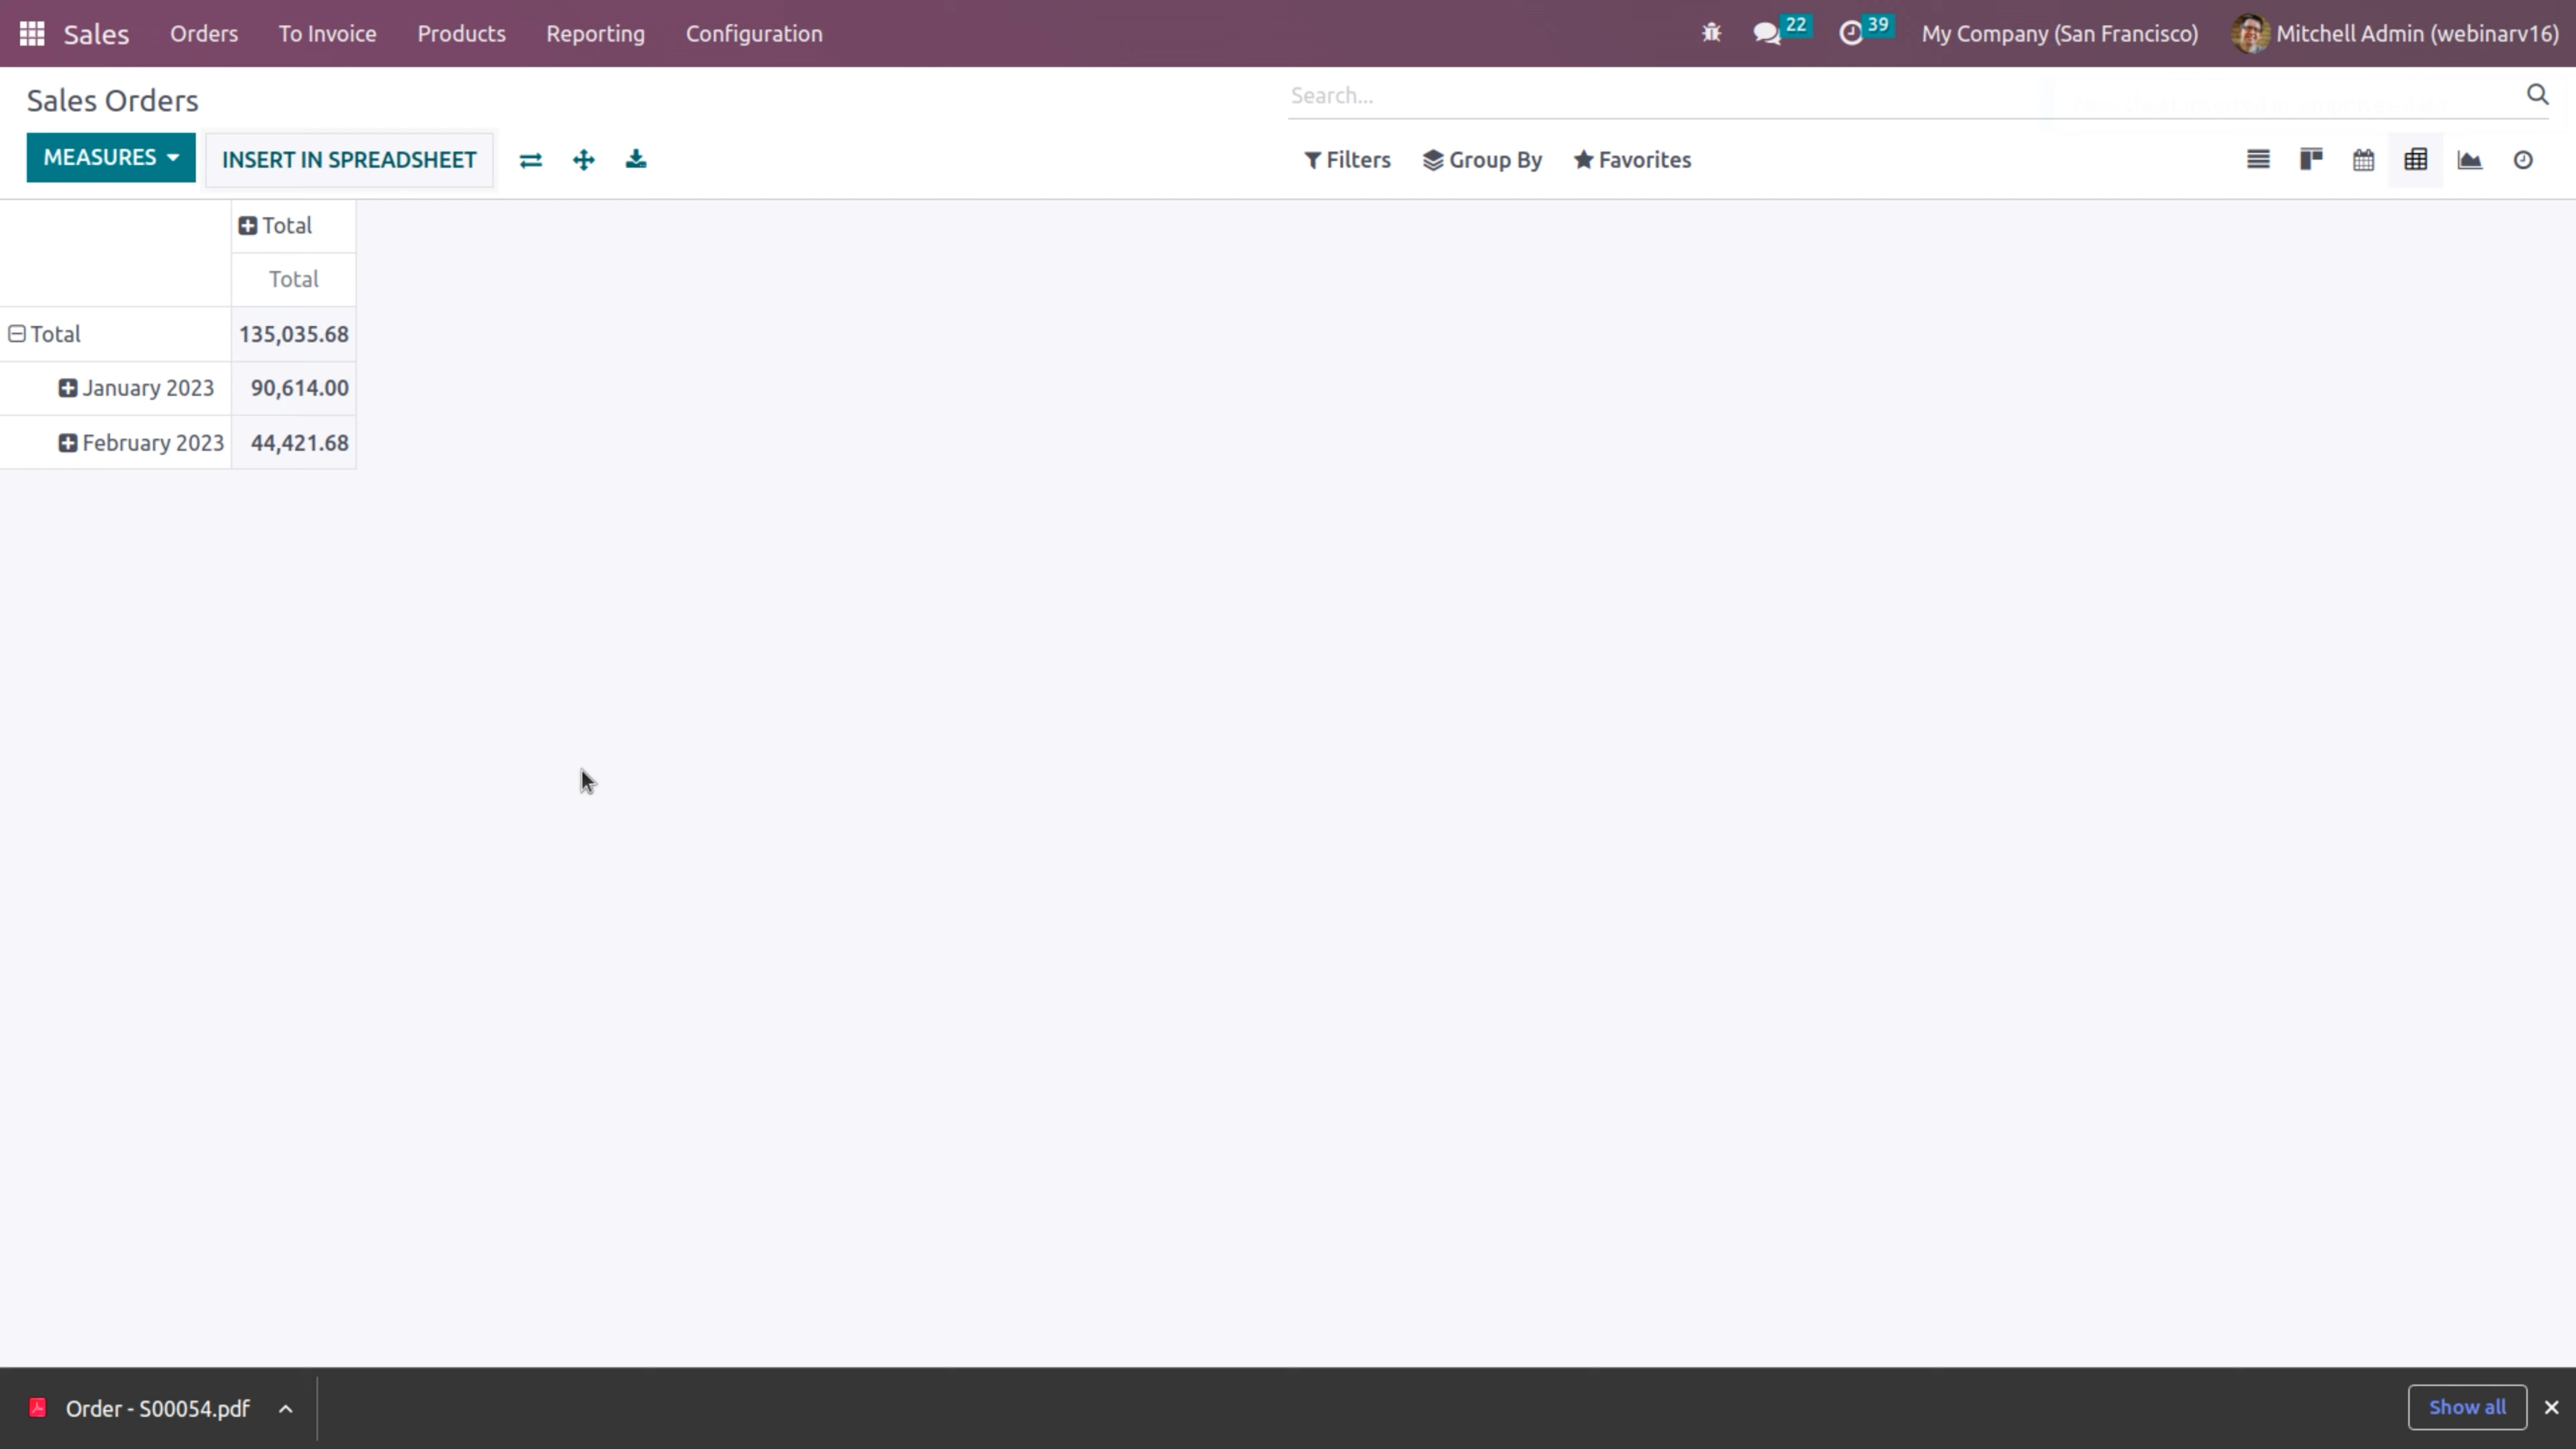 Sales Orders To Invoice Products Reporting Configuration 22 39 My Company (San Francisco) Mitchell Admin (webinarv16)
Sales Orders
Search...
MEASURES INSERT IN SPREADSHEET Filters Group By Favorites
Total
Total
Total 135,035.68
January 2023 90,614.00
February 2023 44,421.68
Order - S00054.pdf Show all